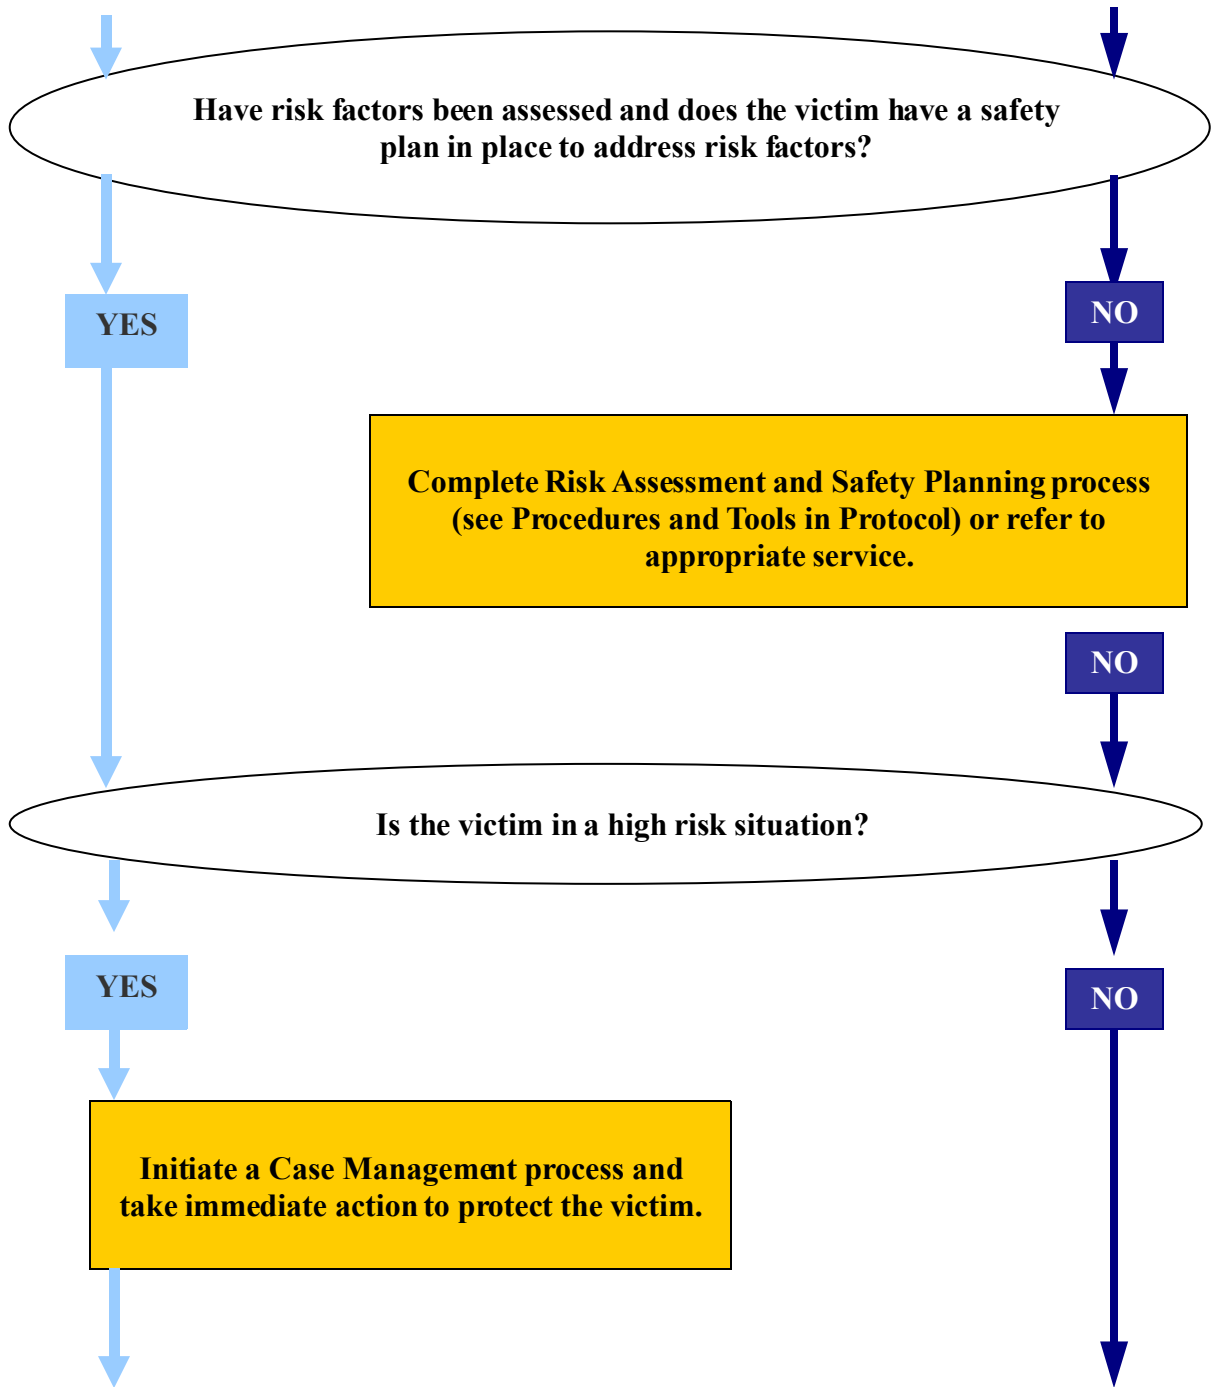 Have risk factors been assessed and does the victim have a safety
plan in place to address risk factors?
YES
NO
Complete Risk Assessment and Safety Planning process
(see Procedures and Tools in Protocol) or refer to
appropriate service.
NO
Is the victim in a high risk situation?
YES
NO
Initiate a Case Management process and
take immediate action to protect the victim.